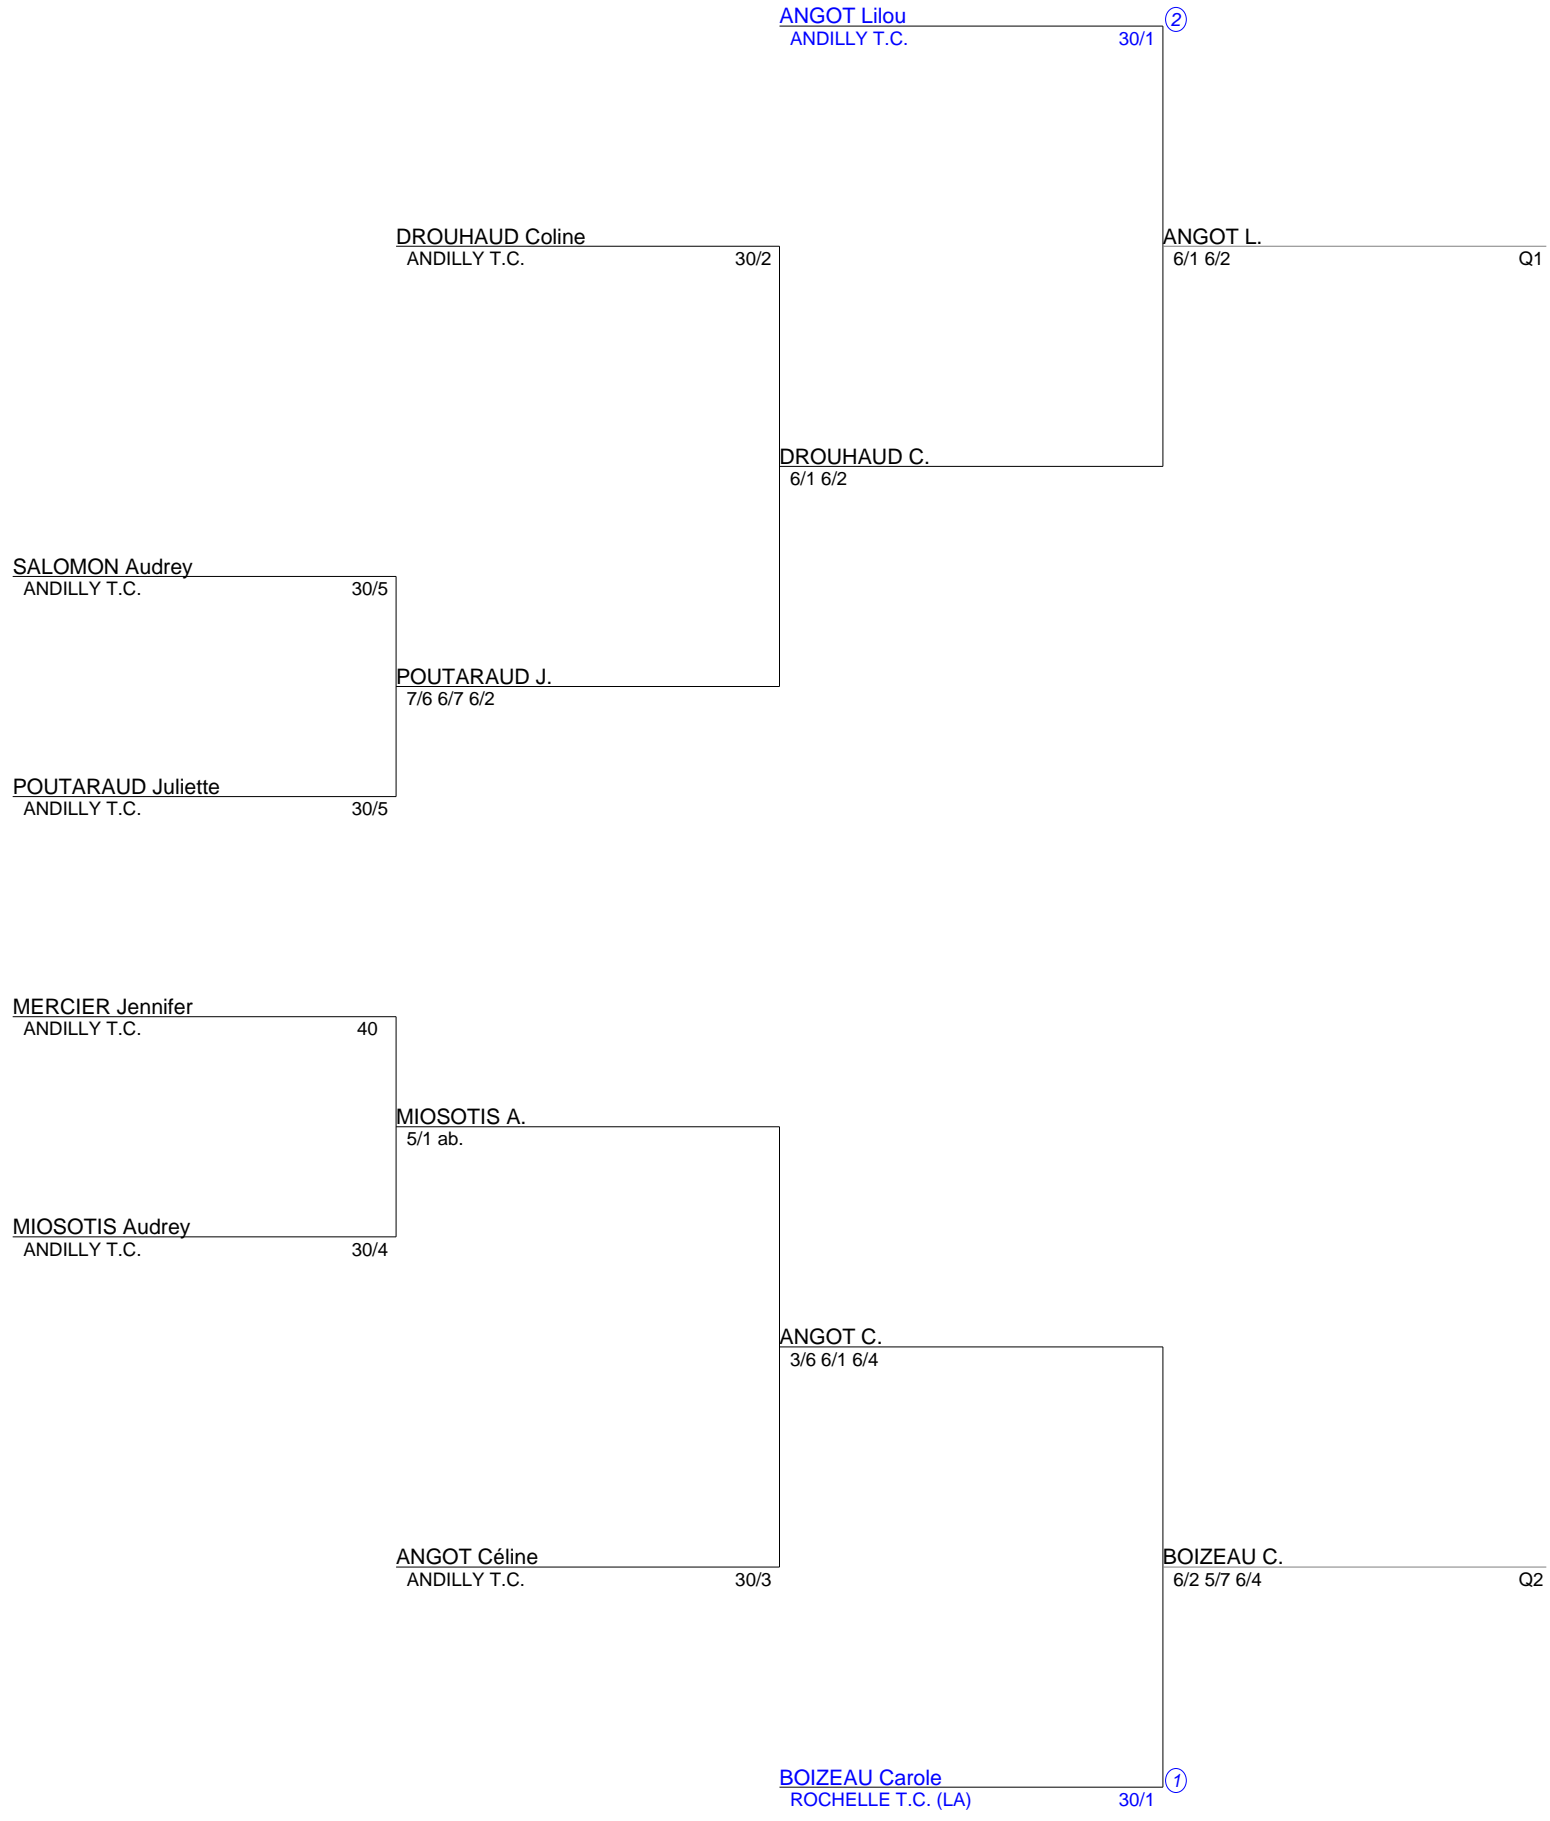 ANGOT Lilou
2
ANDILLY T.C. 30/1
DROUHAUD Coline
ANDILLY T.C. 30/2
ANGOT L.
6/1 6/2 Q1
DROUHAUD C.
6/1 6/2
SALOMON Audrey
ANDILLY T.C. 30/5
POUTARAUD J.
7/6 6/7 6/2
POUTARAUD Juliette
ANDILLY T.C. 30/5
MERCIER Jennifer
ANDILLY T.C. 40
MIOSOTIS A.
5/1 ab.
MIOSOTIS Audrey
ANDILLY T.C. 30/4
ANGOT C.
3/6 6/1 6/4
ANGOT Céline
ANDILLY T.C. 30/3
BOIZEAU C.
6/2 5/7 6/4 Q2
BOIZEAU Carole
1
ROCHELLE T.C. (LA) 30/1